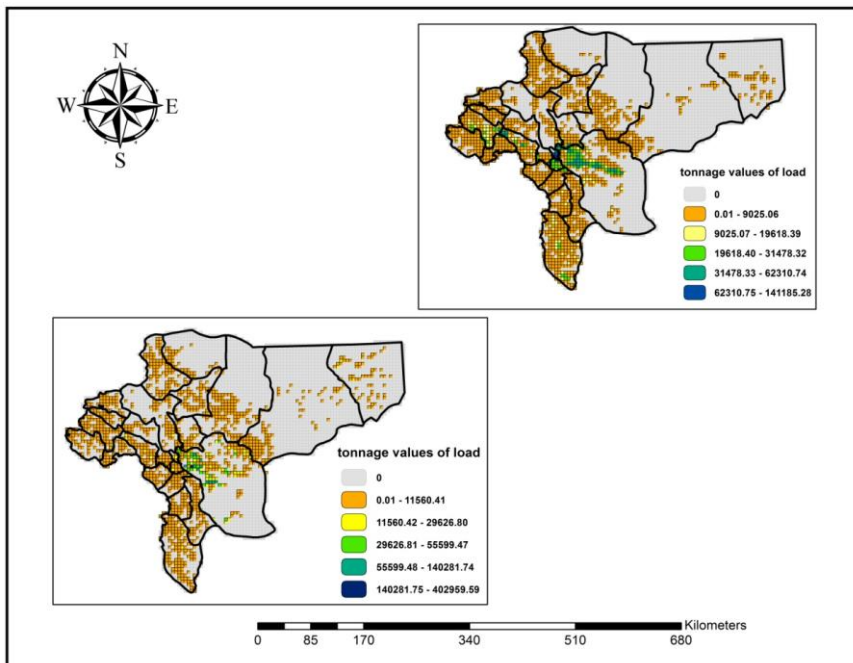 N
W E
S
tonnage values of load
0
0.01 - 9025.06
9025.07 - 19618.39
19618.40 - 31478.32
31478.33 - 62310.74
62310.75 - 141185.28
tonnage values of load
0
0.01 - 11560.41
11560.42 - 29626.80
29626.81 - 55599.47
55599.48 - 140281.74
140281.75 - 402959.59
Kilometers
0 85 170 340 510 680